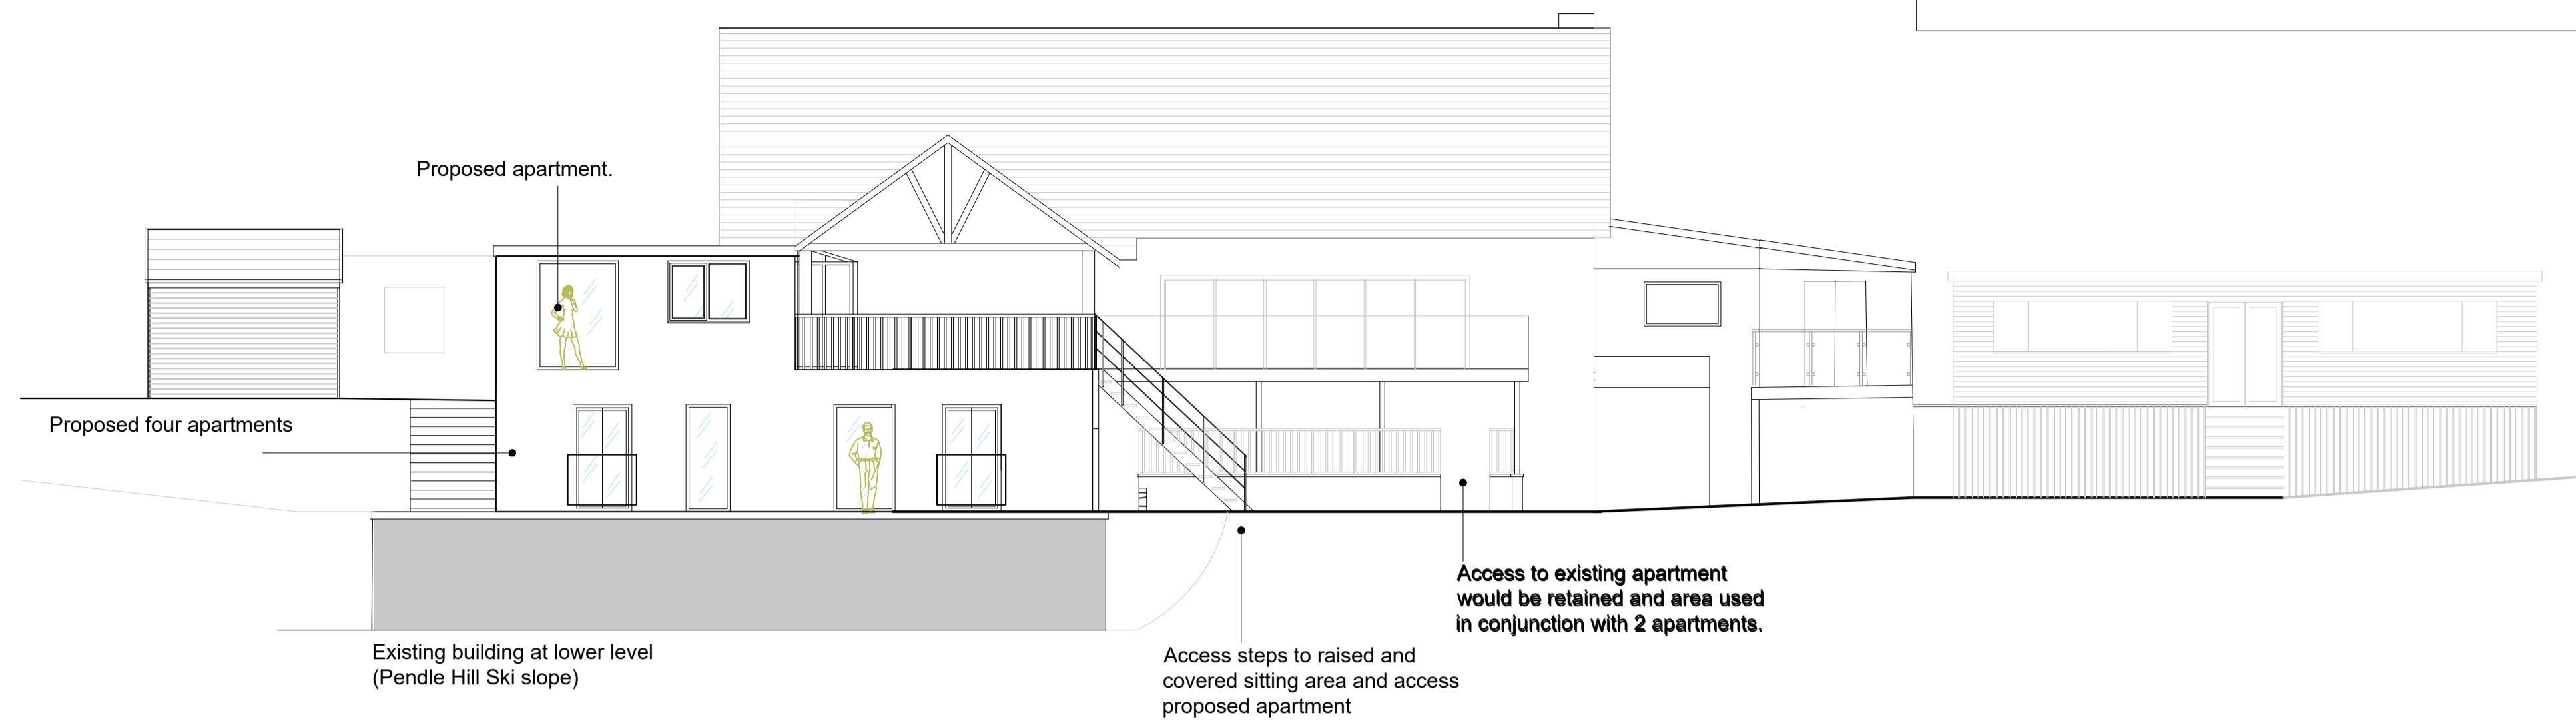 Proposed apartment.
Proposed four apartments
Access to existing apartment
would be retained and area used
in conjunction with 2 apartments.
Existing building at lower level
(Pendle Hill Ski slope)
Access steps to raised and
covered sitting area and access
proposed apartment